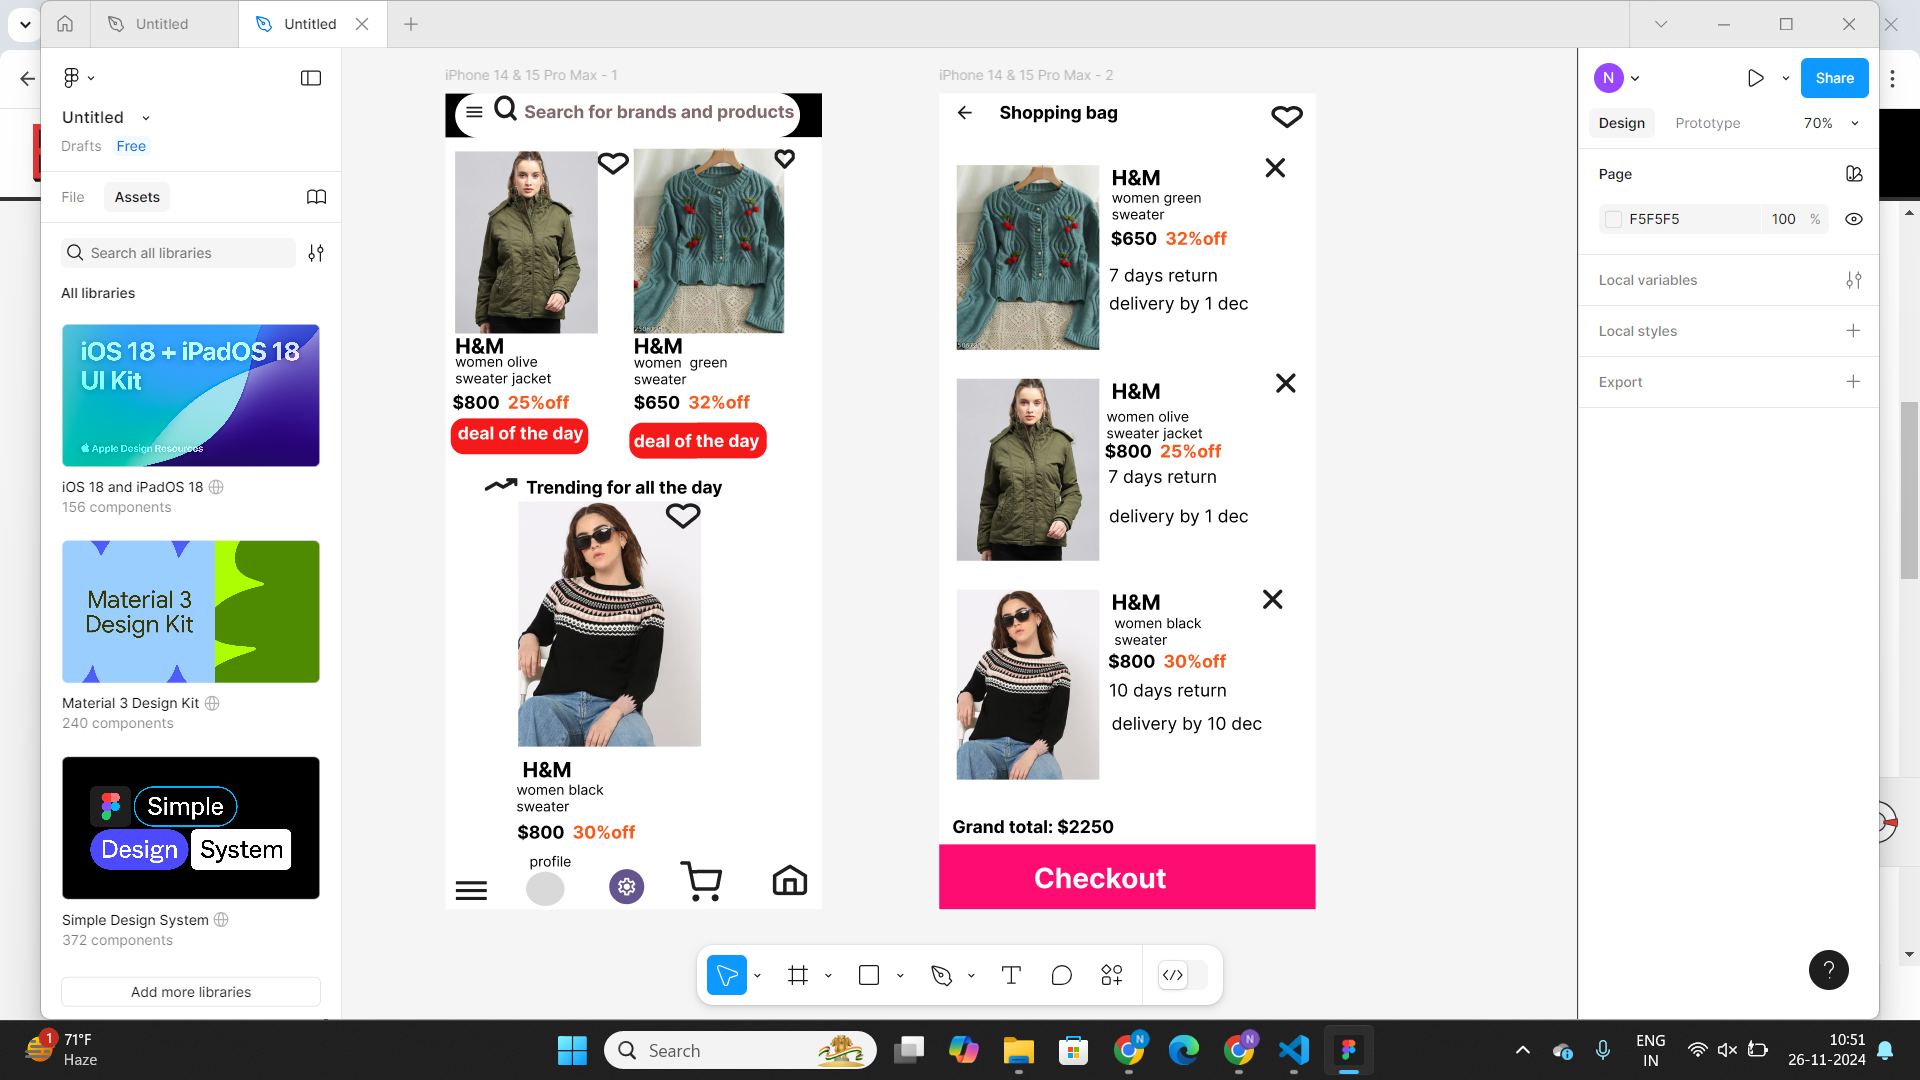 Untitled
Untitled
Untitled
Drafts
Free
File
Assets
Search all libraries
All libraries
iOS 18 + iPadOS 18
UI Kit
Apple Design Resources
iOS 18 and iPadOS 18
156 components
Material 3
Design Kit
Material 3 Design Kit
240 components
Simple
Design System
Simple Design System
372 components
Add more libraries
iPhone 14 & 15 Pro Max - 1
Search for brands and products
H&M
women olive
sweater jacket
$800 25%off
deal of the day
H&M
women  green
sweater
$650 32%off
deal of the day
Trending for all the day
H&M
women black
sweater
$800 30%off
profile
iPhone 14 & 15 Pro Max - 2
Shopping bag
H&M
women green
sweater
$650 32%off
7 days return
delivery by 1 dec
H&M
women olive
sweater jacket
$800 25%off
7 days return
delivery by 1 dec
H&M
women black
sweater
$800 30%off
10 days return
delivery by 10 dec
Grand total: $2250
Checkout
N
Share
Design
Prototype
70%
Page
F5F5F5
100 %
Local variables
Local styles
Export
?
1
71°F
Haze
Search
N
N
ENG
IN
10:51
26-11-2024